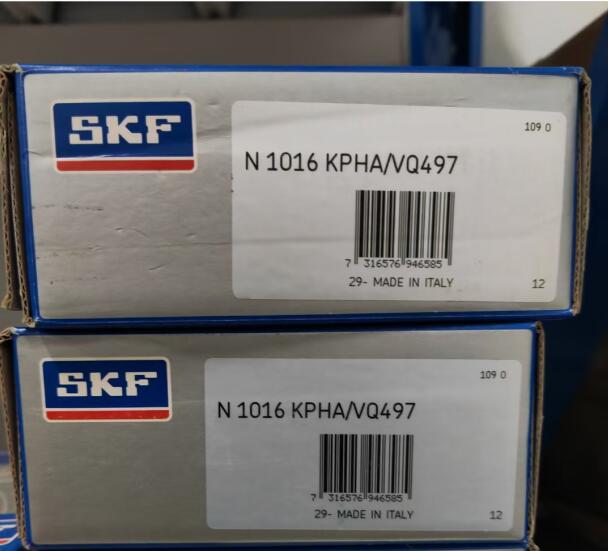 SKF
109 0
N 1016 KPHA/VQ497
7 316576 946585
29- MADE IN ITALY
12
SKF
109 0
N 1016 KPHA/VQ497
7 316576 946585
29- MADE IN ITALY
12
SKF